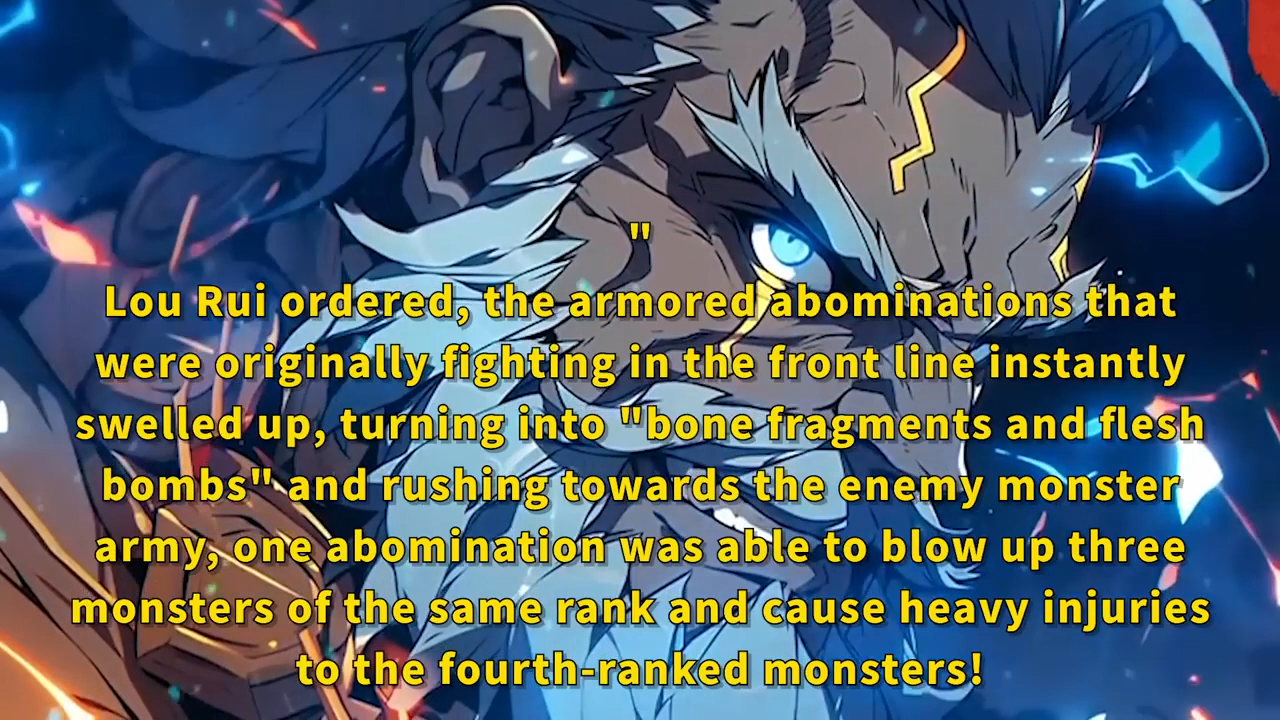 "
Lou Rui ordered, the armored abominations that
were originally fighting in the front line instantly
swelled up, turning into "bone fragments and flesh
bombs" and rushing towards the enemy monster
army, one abomination was able to blow up three
monsters of the same rank and cause heavy injuries
to the fourth-ranked monsters!